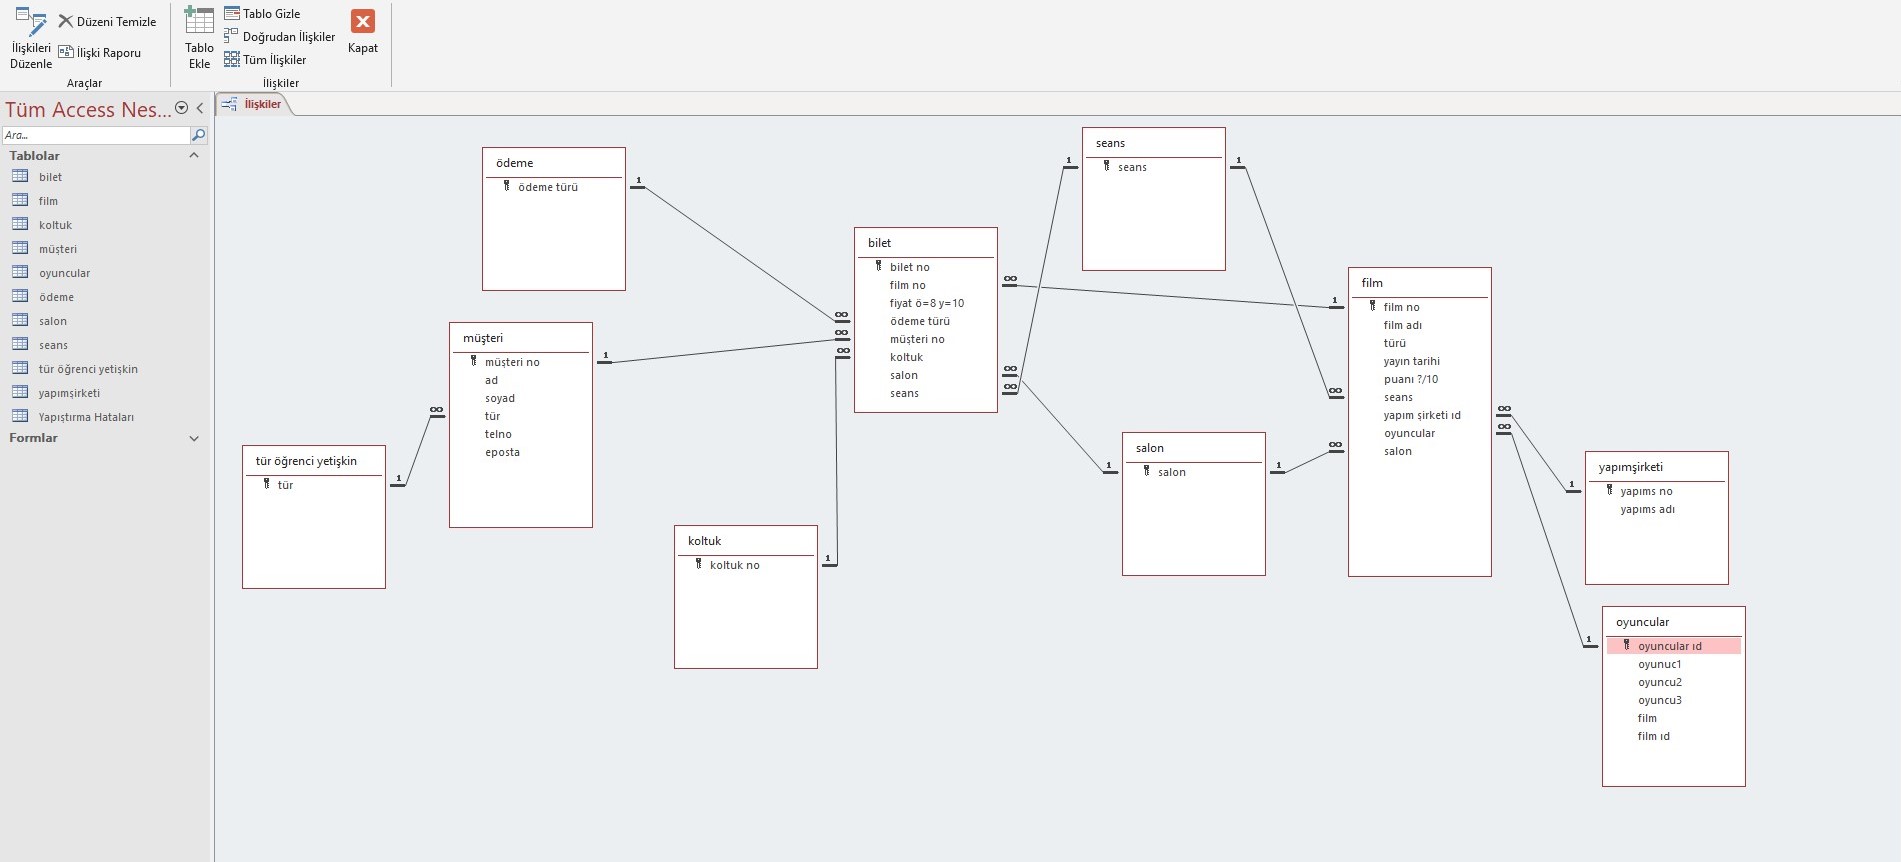 İlişkileri Düzenle
Düzeni Temizle
İlişki Raporu
Araçlar
Tablo Ekle
Tablo Gizle
Doğrudan İlişkiler
Tüm İlişkiler
Kapat
İlişkiler
Tüm Access Nes...
Ara...
Tablolar
bilet
film
koltuk
müşteri
oyuncular
ödeme
salon
seans
tür öğrenci yetişkin
yapımşirketi
Yapıştırma Hataları
Formlar
İlişkiler
ödeme
ödeme türü
1
müşteri
müşteri no
ad
soyad
tür
telno
eposta
1
∞
tür öğrenci yetişkin
tür
1
koltuk
koltuk no
1
bilet
bilet no
film no
fiyat ö=8 y=10
ödeme türü
müşteri no
koltuk
salon
seans
∞
∞
∞
∞
∞
∞
seans
seans
1
1
salon
salon
1
1
film
film no
film adı
türü
yayın tarihi
puanı ?/10
seans
yapım şirketi ıd
oyuncular
salon
1
∞
∞
∞
∞
yapımşirketi
yapıms no
yapıms adı
1
oyuncular
oyuncular ıd
oyunuc1
oyuncu2
oyuncu3
film
film ıd
1